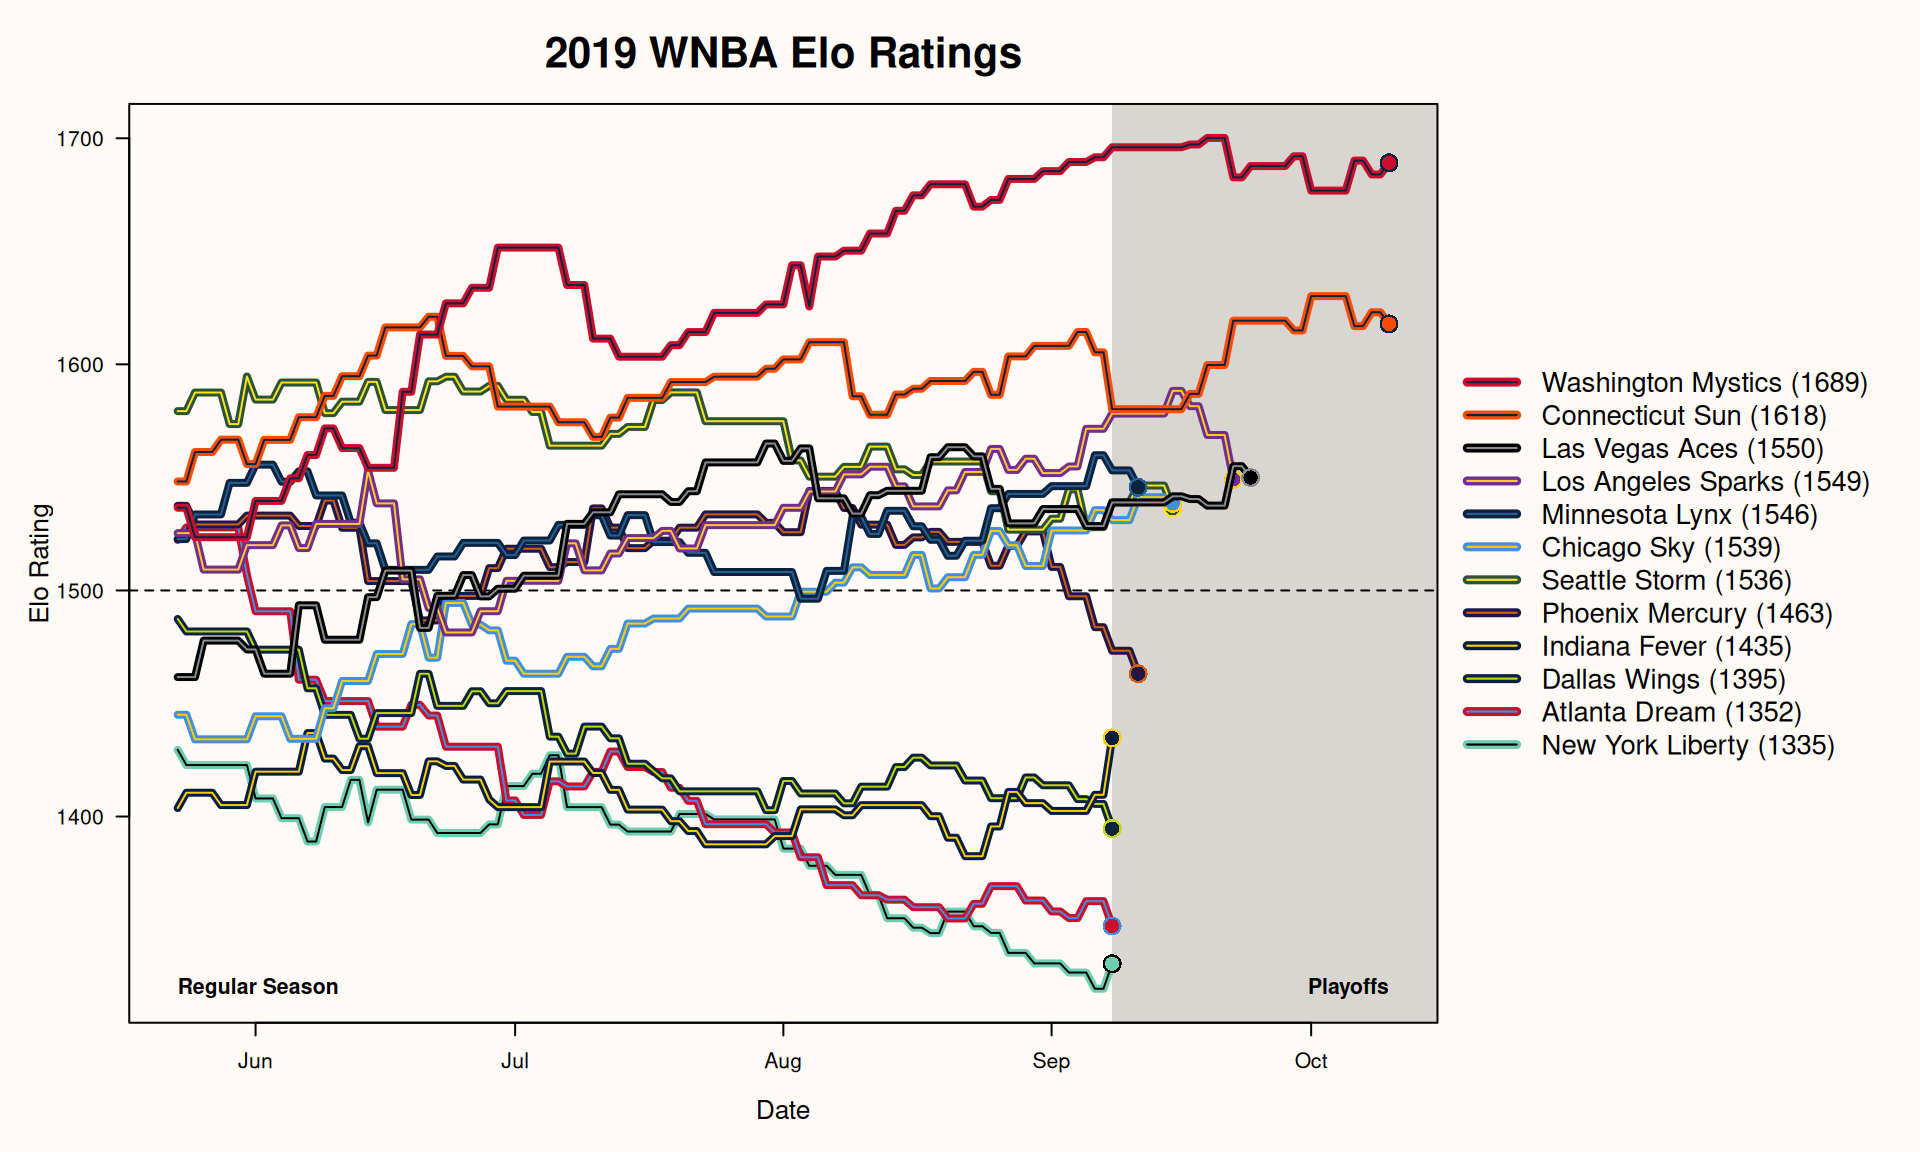 2019 WNBA Elo Ratings
1700
1600
1500
1400
Elo Rating
Regular Season
Playoffs
Jun
Jul
Aug
Sep
Oct
Date
Washington Mystics (1689)
Connecticut Sun (1618)
Las Vegas Aces (1550)
Los Angeles Sparks (1549)
Minnesota Lynx (1546)
Chicago Sky (1539)
Seattle Storm (1536)
Phoenix Mercury (1463)
Indiana Fever (1435)
Dallas Wings (1395)
Atlanta Dream (1352)
New York Liberty (1335)